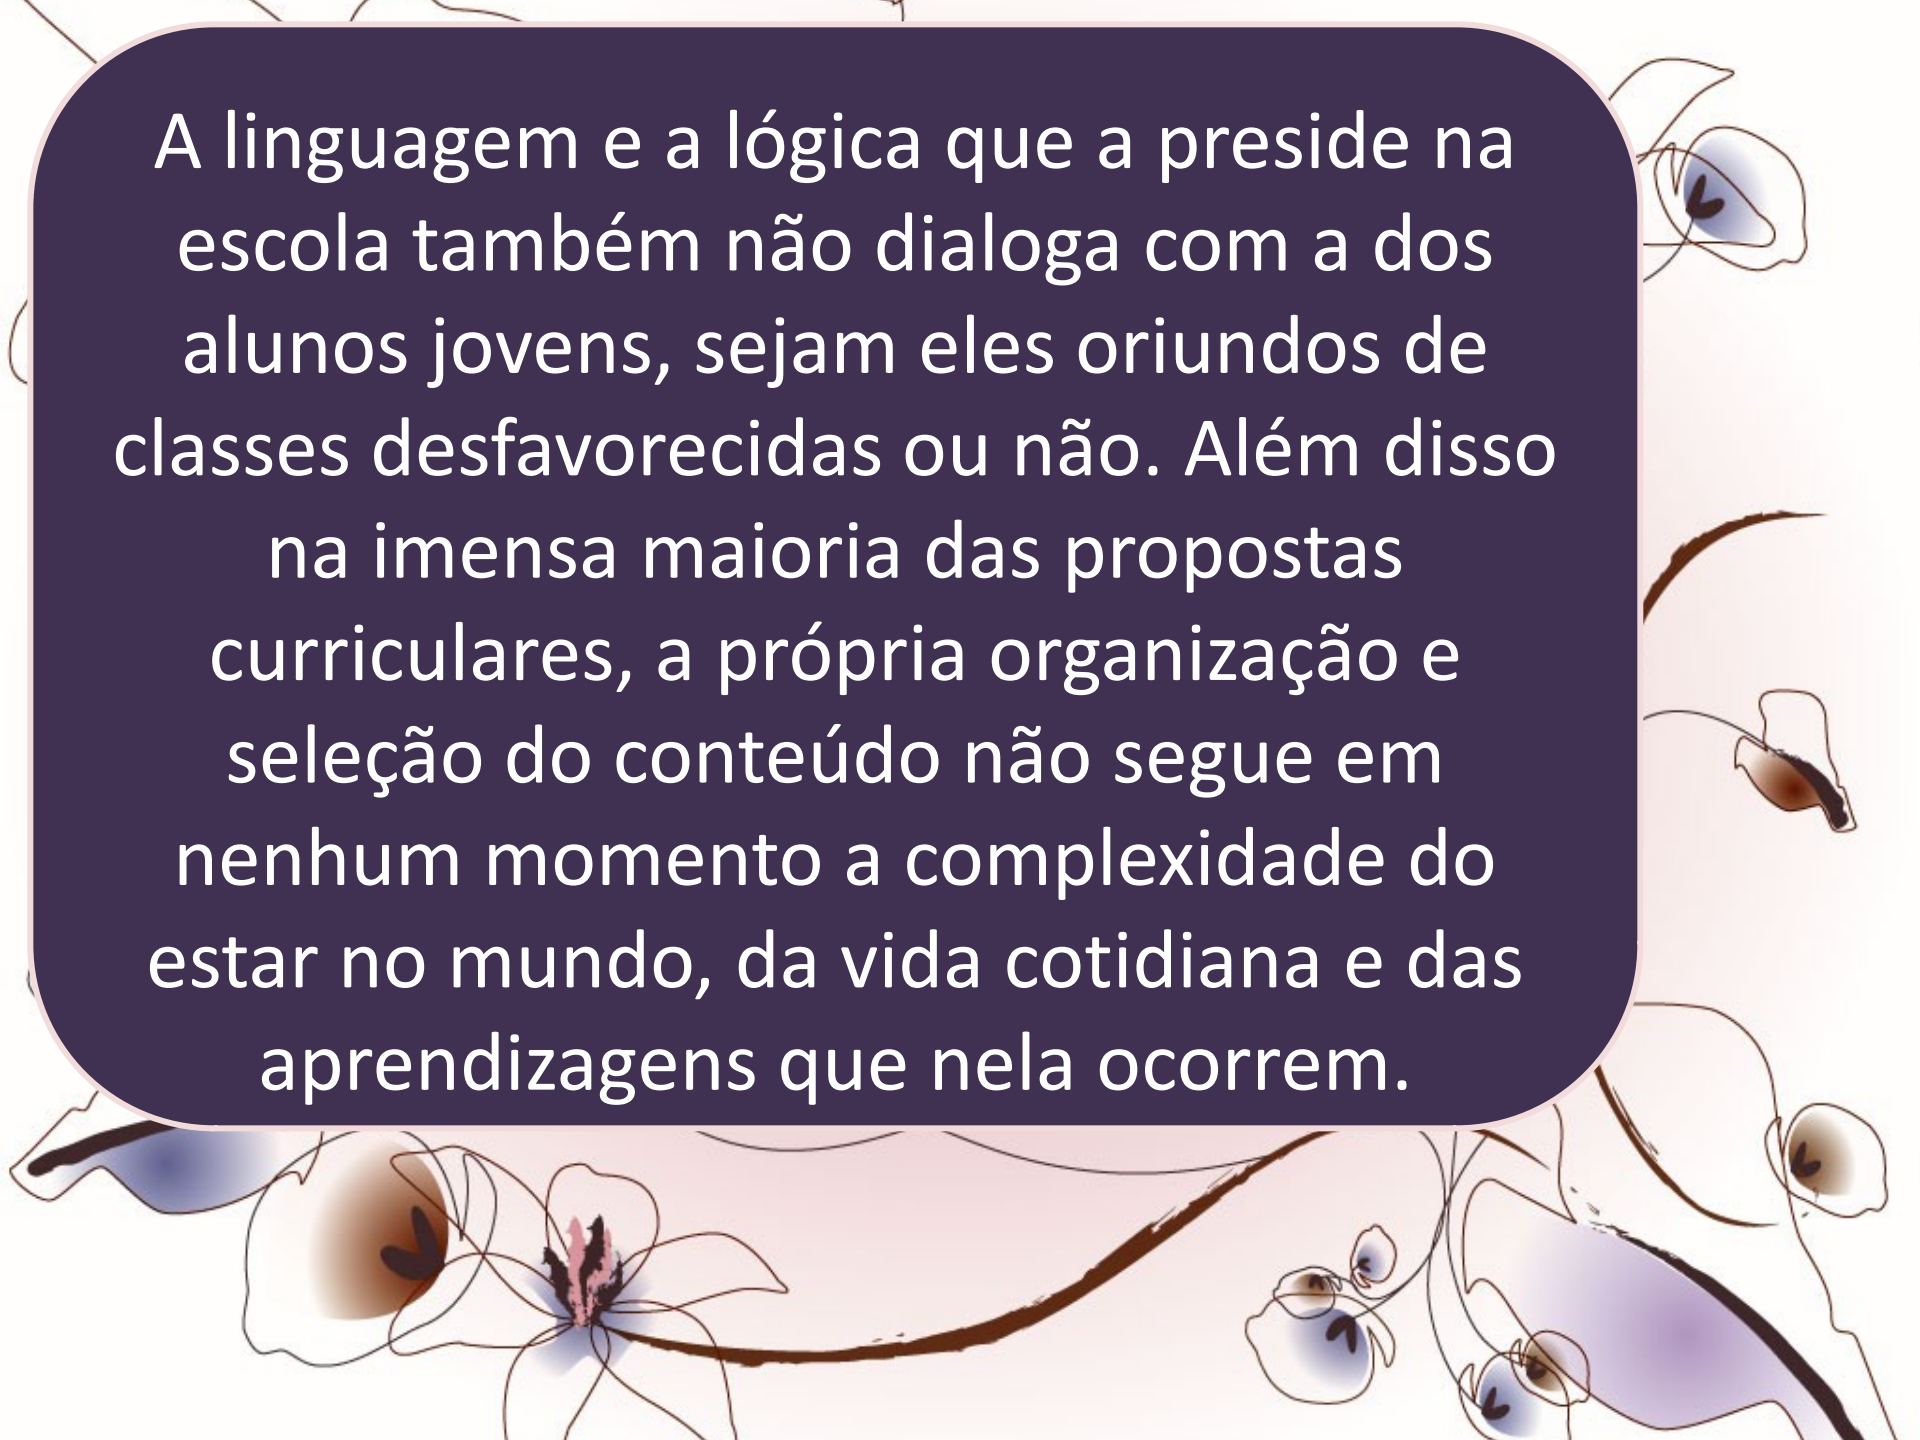 A linguagem e a lógica que a preside na
escola também não dialoga com a dos
alunos jovens, sejam eles oriundos de
classes desfavorecidas ou não. Além disso
na imensa maioria das propostas
curriculares, a própria organização e
seleção do conteúdo não segue em
nenhum momento a complexidade do
estar no mundo, da vida cotidiana e das
aprendizagens que nela ocorrem.